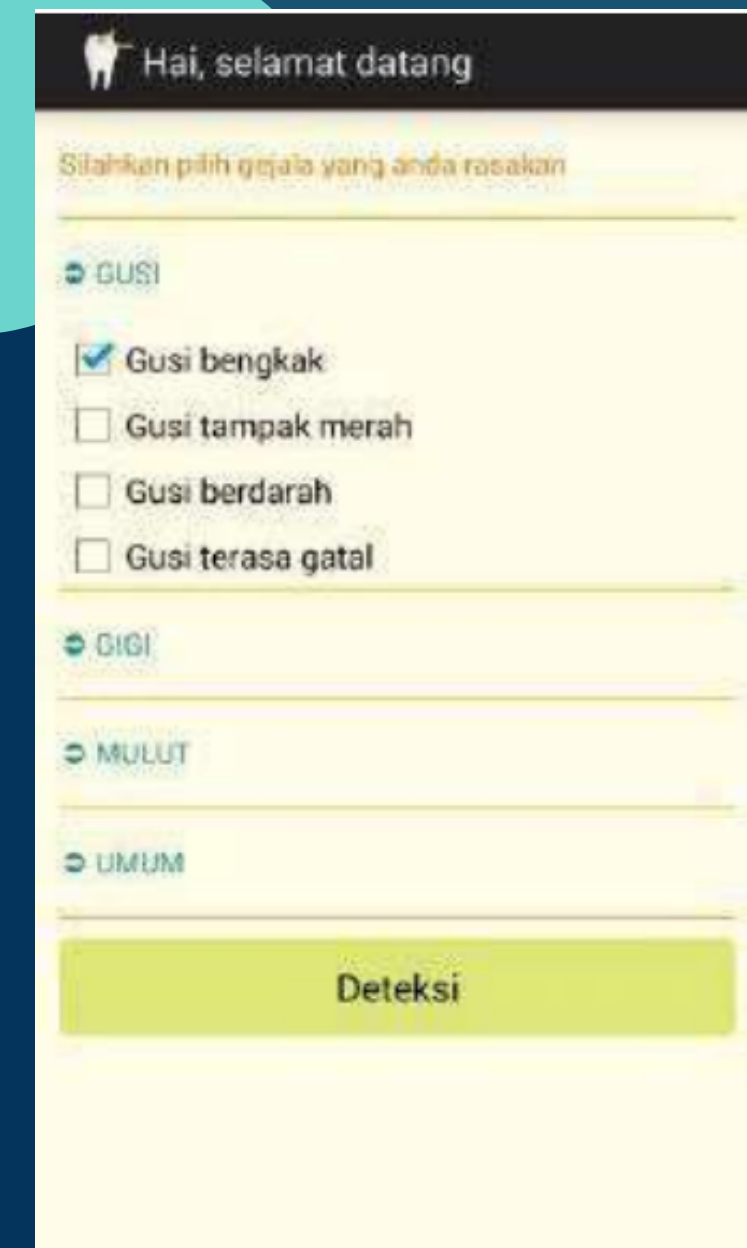 Hai, selamat datang
Silahkan pilih gejala yang anda rasakan
GUSI
Gusi bengkak
Gusi tampak merah
Gusi berdarah
Gusi terasa gatal
GIGI
MULUT
UMUM
Deteksi